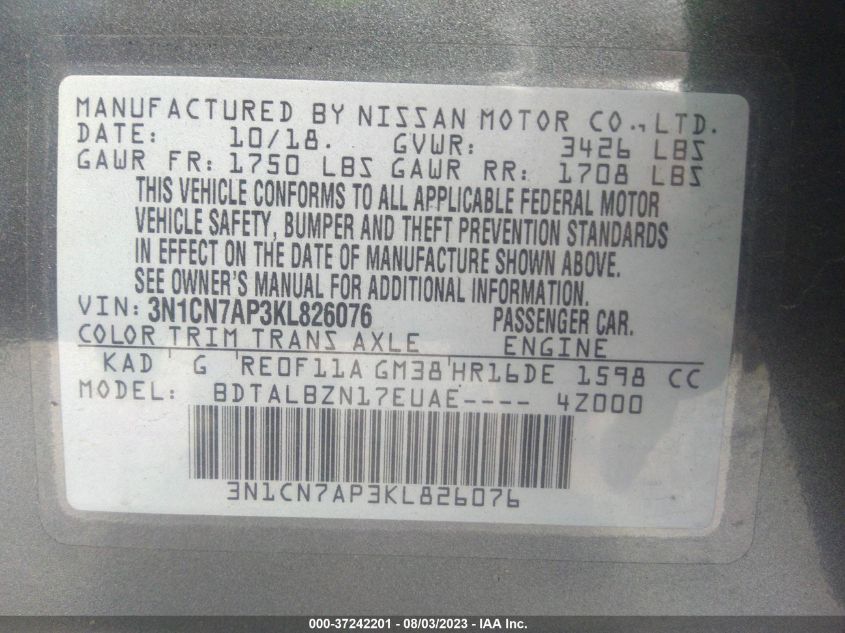 MANUFACTURED BY NISSAN MOTOR CO., LTD.
DATE: 10/18. GVWR: 3426 LBS
GAWR FR: 1750 LBS GAWR RR: 1708 LBS
THIS VEHICLE CONFORMS TO ALL APPLICABLE FEDERAL MOTOR
VEHICLE SAFETY, BUMPER AND THEFT PREVENTION STANDARDS
IN EFFECT ON THE DATE OF MANUFACTURE SHOWN ABOVE.
SEE OWNER'S MANUAL FOR ADDITIONAL INFORMATION.
VIN: 3N1CN7AP3KL826076 PASSENGER CAR.
COLOR TRIM TRANS AXLE ENGINE
KAD ' G 'RE0F11A GM38'HR16DE 1598 CC
MODEL: BDTALBZN17EUAE---- 4Z000
3N1CN7AP3KL826076
000-37242201 - 08/03/2023 - IAA Inc.